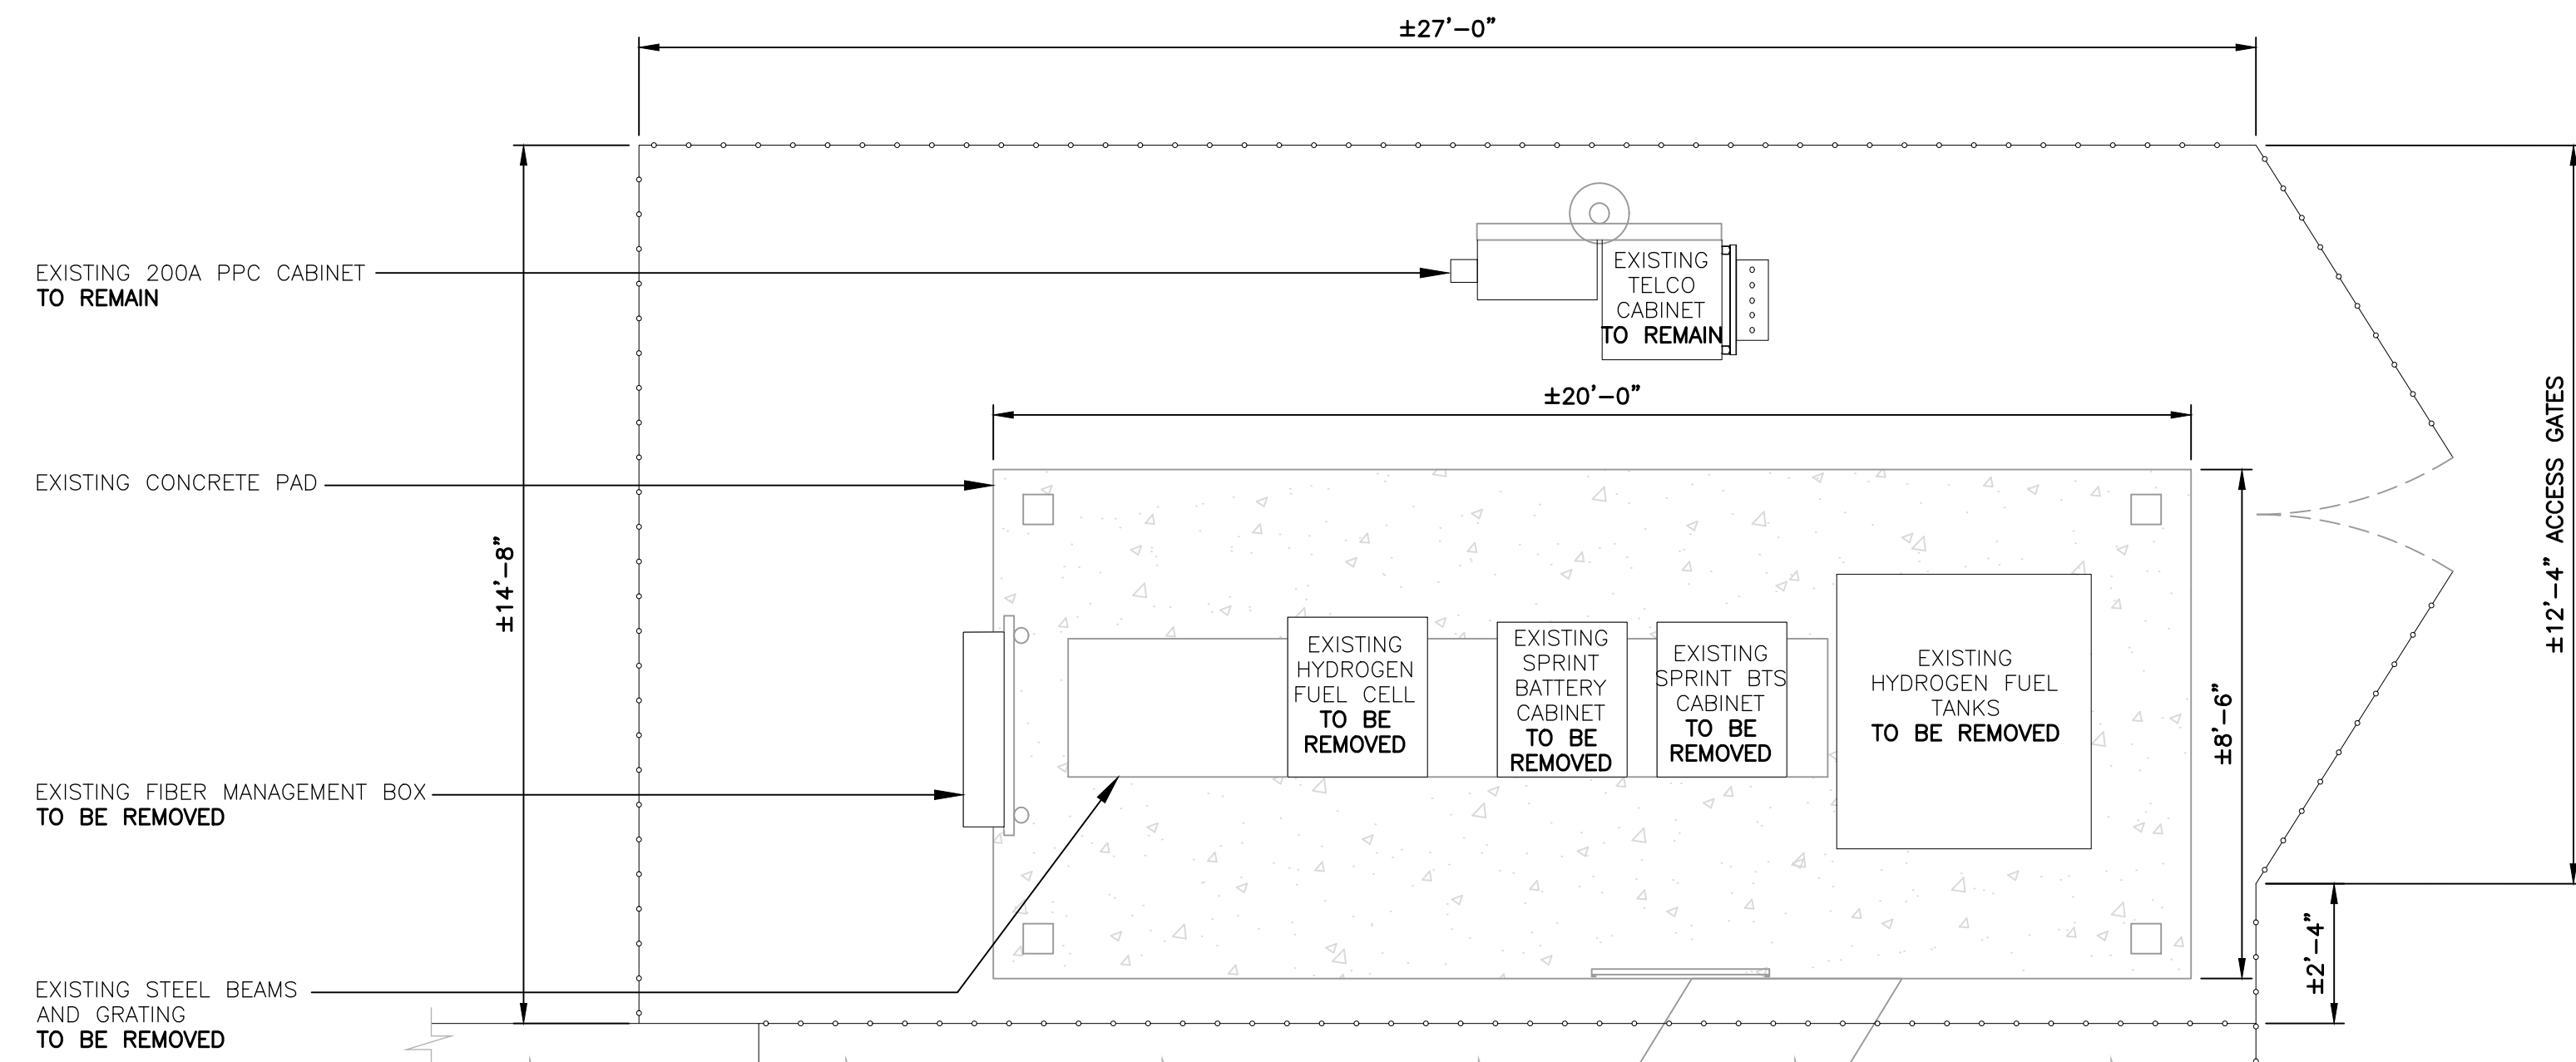 ±27'-0"
EXISTING 200A PPC CABINET
TO REMAIN
EXISTING
TELCO
CABINET
TO REMAIN
±20'-0"
EXISTING CONCRETE PAD
±14'-8"
±12'-4" ACCESS GATES
EXISTING
HYDROGEN
FUEL CELL
TO BE
REMOVED
EXISTING
SPRINT
BATTERY
CABINET
TO BE
REMOVED
EXISTING
SPRINT BTS
CABINET
TO BE
REMOVED
EXISTING
HYDROGEN FUEL
TANKS
TO BE REMOVED
±8'-6"
EXISTING FIBER MANAGEMENT BOX
TO BE REMOVED
±2'-4"
EXISTING STEEL BEAMS
AND GRATING
TO BE REMOVED